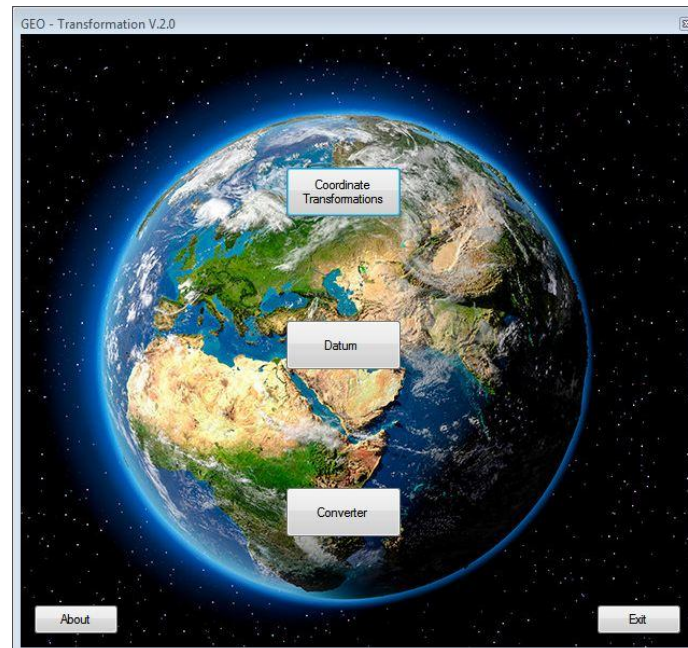 GEO - Transformation V.2.0
Coordinate
Transformations
Datum
Converter
About
Exit